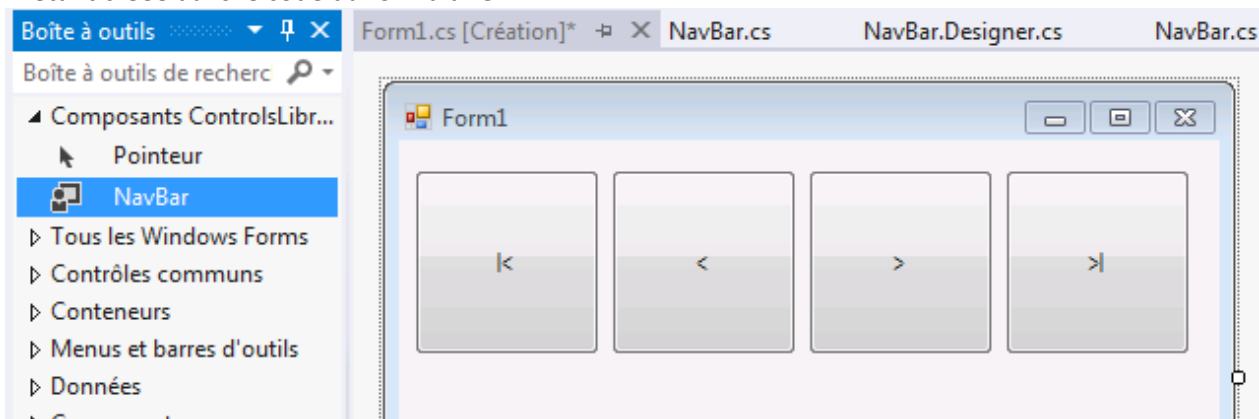 Boîte à outils
Form1.cs [Création]*
NavBar.cs
NavBar.Designer.cs
NavBar.cs
Boîte à outils de recherc
Composants ControlsLibr...
Pointeur
NavBar
Tous les Windows Forms
Contrôles communs
Conteneurs
Menus et barres d'outils
Données
Form1
|<
<
>
>|